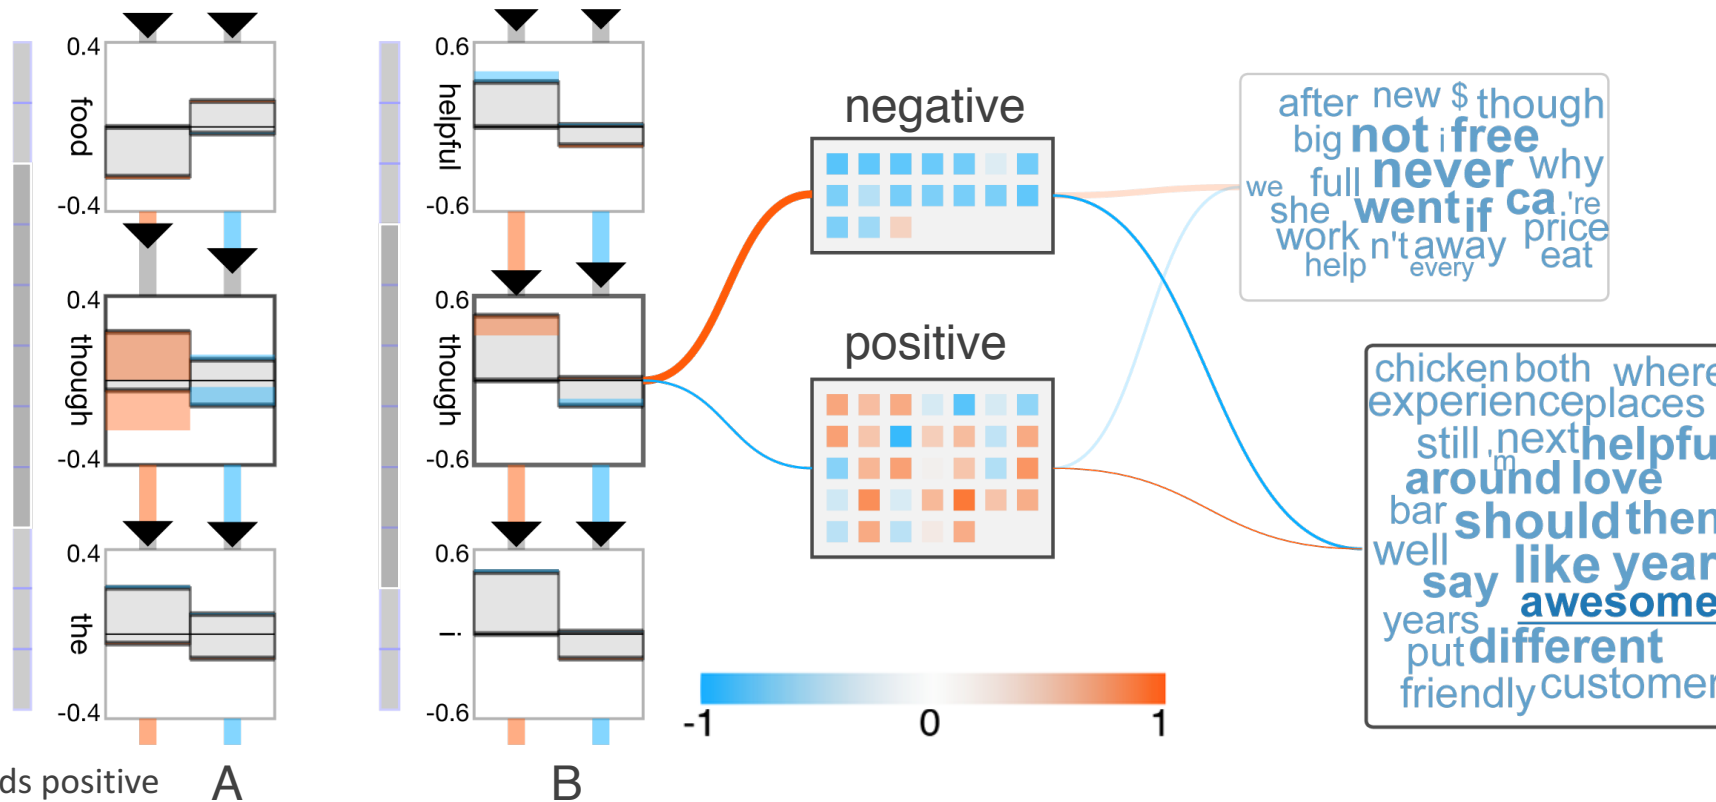 0.4
food
-0.4
0.4
though
-0.4
0.4
the
-0.4
ds positive
A
0.6
helpful
-0.6
0.6
though
-0.6
0.6
i
-0.6
B
negative
positive
-1 0 1
after new $ though
big not i free
never why
we full
she went if ca 're
work n't away price
help every eat
chicken both where
experience places
still 'm next helpfu
around love
bar should then
well like year
say
awesome
years
put different
friendly customer